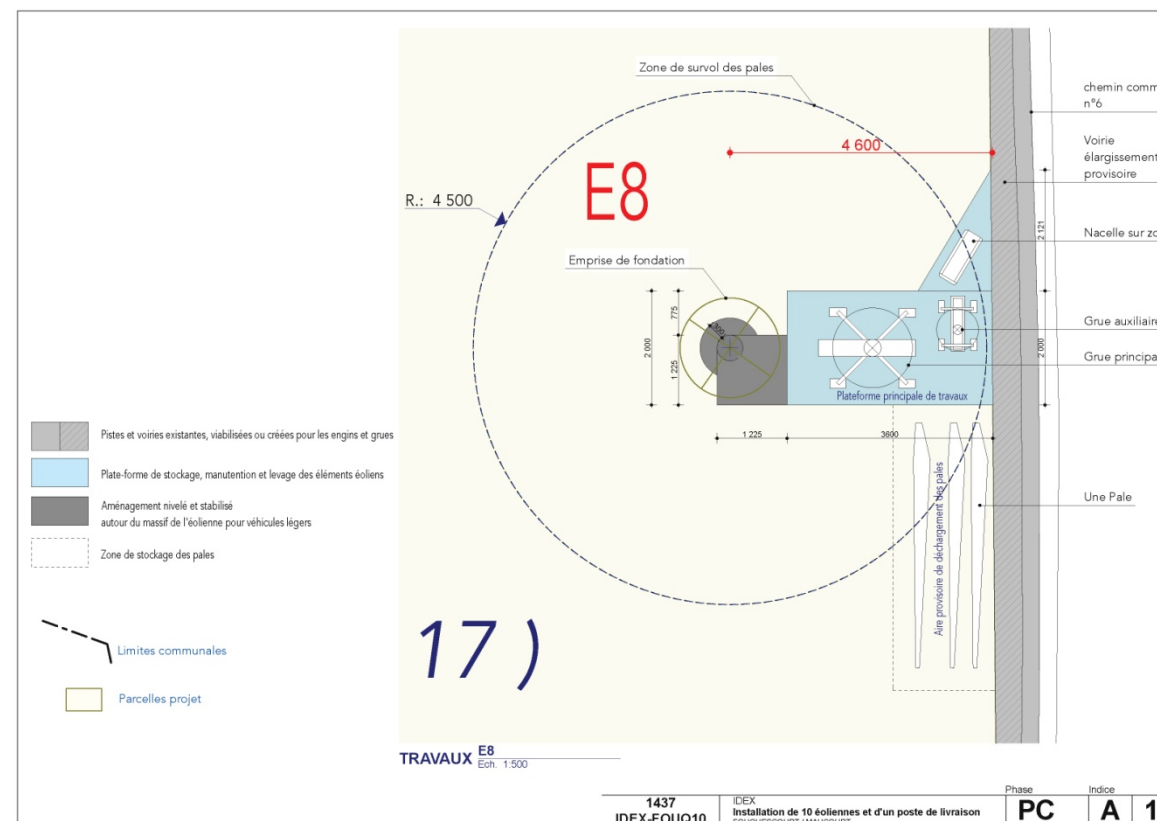 Zone de survol des pales
chemin comm
n°6
Voirie
élargissement
provisoire
4 600
E8
R.: 4 500
2 121
Nacelle sur zo
Emprise de fondation
775
2 000
1 225
300
2 000
Grue auxiliaire
Grue principa
Plateforme principale de travaux
1 225
3600
Pistes et voiries existantes, viabilisées ou créées pour les engins et grues
Plate-forme de stockage, manutention et levage des éléments éoliens
Aménagement nivelé et stabilisé
autour du massif de l'éolienne pour véhicules légers
Zone de stockage des pales
Une Pale
Aire provisoire de déchargement des pales
17 )
Limites communales
Parcelles projet
TRAVAUX E8
Ech. 1:500
Phase
Indice
1437
IDEX
Installation de 10 éoliennes et d'un poste de livraison
PC
A
1
IDEX-FOUQ10